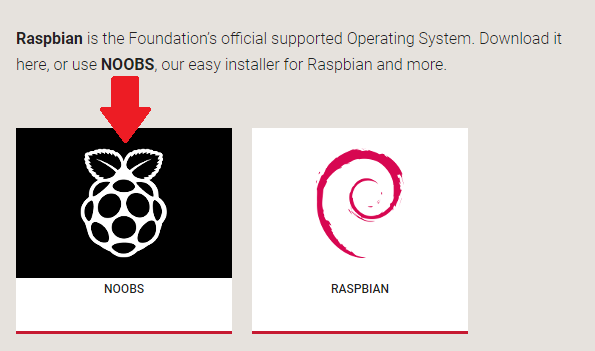 Raspbian is the Foundation's official supported Operating System. Download it
here, or use NOOBS, our easy installer for Raspbian and more.
NOOBS
RASPBIAN